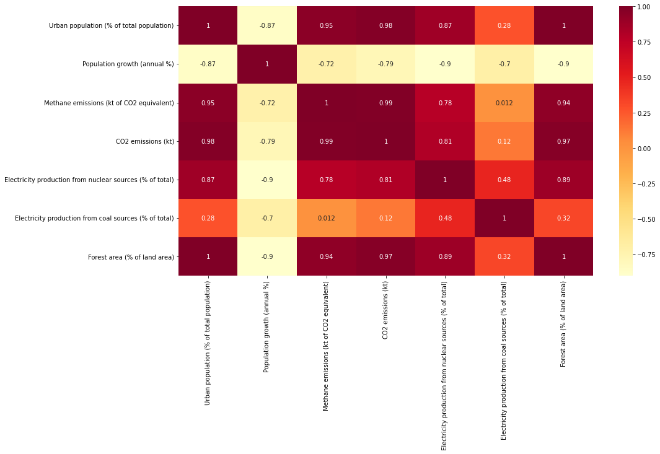 Urban population (% of total population) 1 -0.87 0.95 0.98 0.87 0.28 1
Population growth (annual %) -0.87 1 -0.72 -0.79 -0.9 -0.7 -0.9
Methane emissions (kt of CO2 equivalent) 0.95 -0.72 1 0.99 0.78 0.012 0.94
CO2 emissions (kt) 0.98 -0.79 0.99 1 0.81 0.12 0.97
Electricity production from nuclear sources (% of total) 0.87 -0.9 0.78 0.81 1 0.48 0.89
Electricity production from coal sources (% of total) 0.28 -0.7 0.012 0.12 0.48 1 0.32
Forest area (% of land area) 1 -0.9 0.94 0.97 0.89 0.32 1
Urban population (% of total population)
Population growth (annual %)
Methane emissions (kt of CO2 equivalent)
CO2 emissions (kt)
Electricity production from nuclear sources (% of total)
Electricity production from coal sources (% of total)
Forest area (% of land area)
1.00
0.75
0.50
0.25
0.00
-0.25
-0.50
-0.75